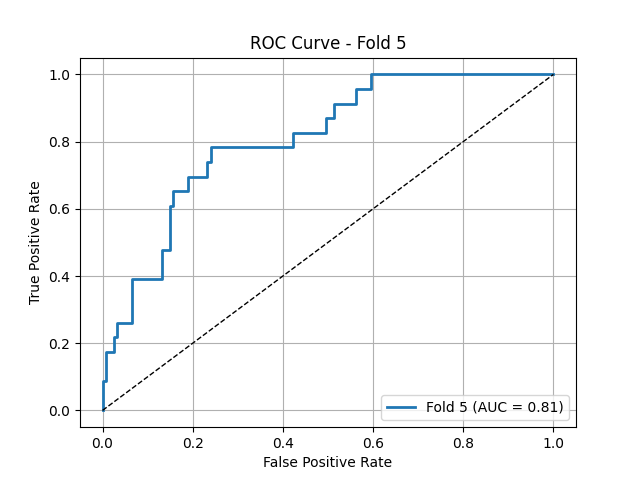 ROC Curve - Fold 5
True Positive Rate
1.0
0.8
0.6
0.4
0.2
0.0
Fold 5 (AUC = 0.81)
0.0 0.2 0.4 0.6 0.8 1.0
False Positive Rate